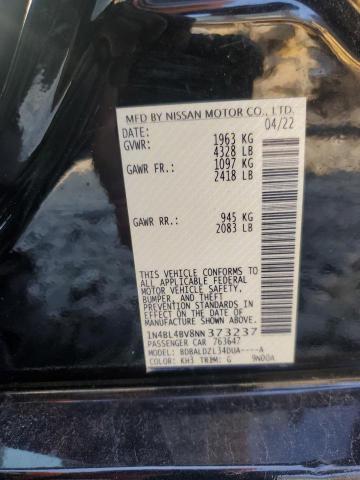 MFD BY NISSAN MOTOR CO., LTD.
DATE: 04/22
GVWR: 1963 KG
4328 LB
GAWR FR.: 1097 KG
2418 LB
GAWR RR.: 945 KG
2083 LB
THIS VEHICLE CONFORMS TO
ALL APPLICABLE FEDERAL
MOTOR VEHICLE SAFETY,
BUMPER, AND THEFT
PREVENTION STANDARDS IN
EFFECT ON THE DATE OF
MANUFACTURE SHOWN ABOVE.
1N4BL4BV8NN373237
PASSENGER CAR 763647
MODEL: BDBALDZL34DUA----A
COLOR: KH3 TRIM: G 9N00A